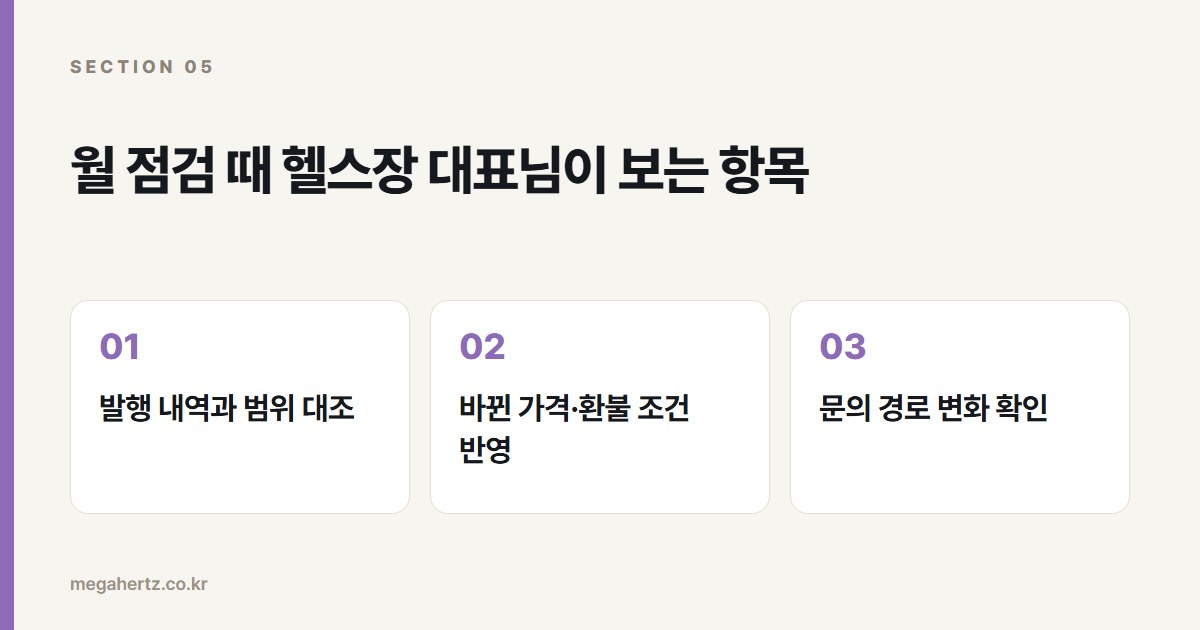 SECTION 05
월 점검 때 헬스장 대표님이 보는 항목
01
발행 내역과 범위 대조
02
바뀐 가격·환불 조건
반영
03
문의 경로 변화 확인
megahertz.co.kr